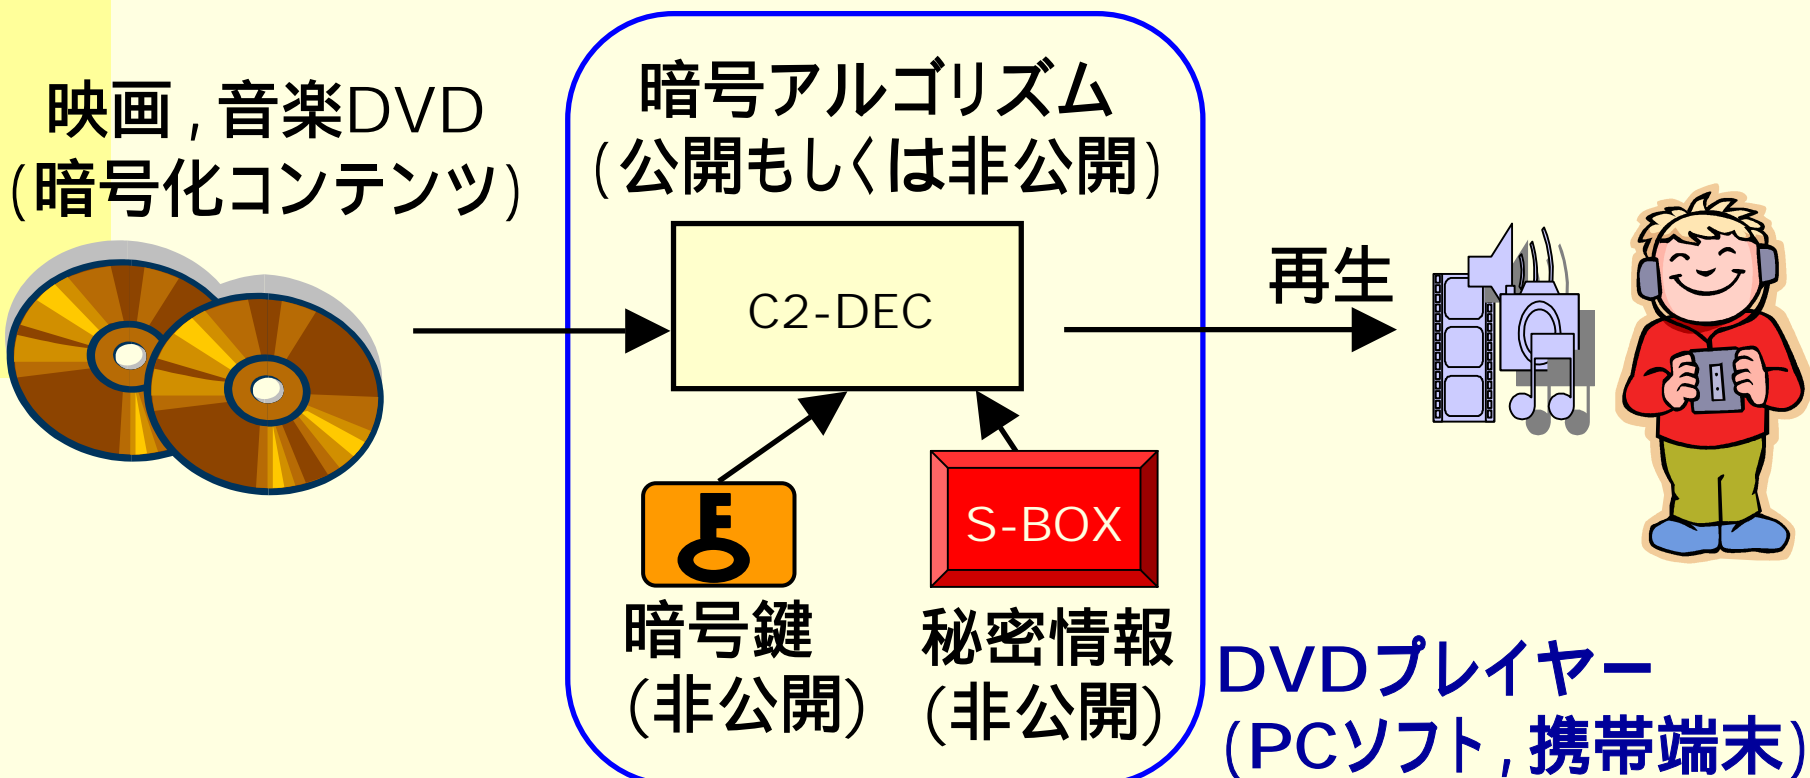 映画,音楽DVD
(暗号化コンテンツ)
暗号アルゴリズム
(公開もしくは非公開)
C2-DEC
再生
S-BOX
暗号鍵
(非公開)
秘密情報
(非公開)
DVDプレイヤー
(PCソフト,携帯端末)